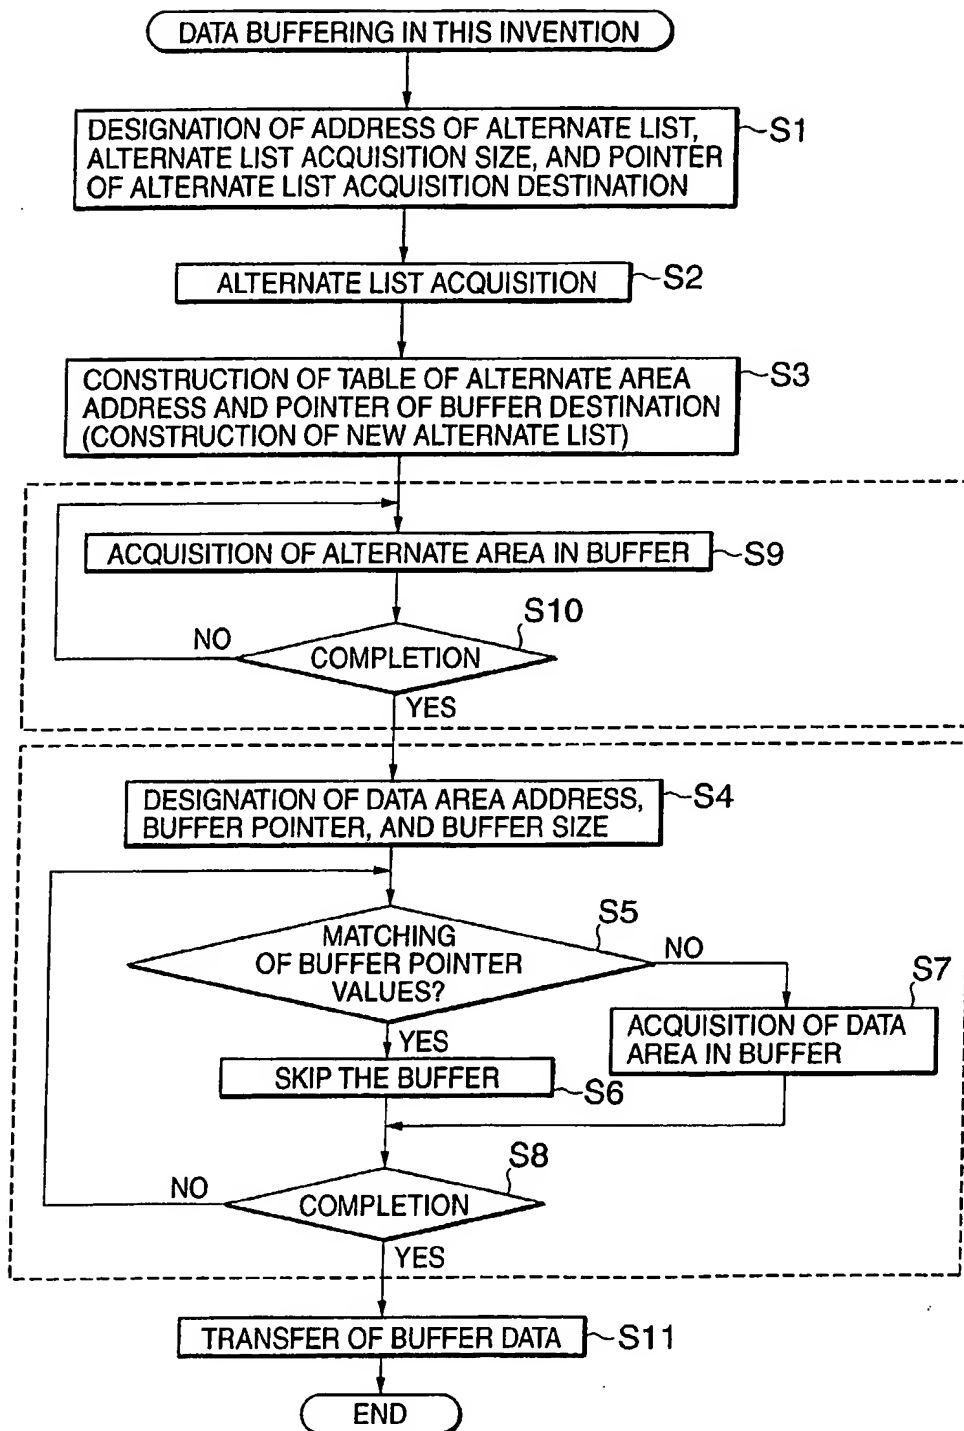 DATA BUFFERING IN THIS INVENTION
DESIGNATION OF ADDRESS OF ALTERNATE LIST,
ALTERNATE LIST ACQUISITION SIZE, AND POINTER
OF ALTERNATE LIST ACQUISITION DESTINATION
S1
ALTERNATE LIST ACQUISITION
S2
CONSTRUCTION OF TABLE OF ALTERNATE AREA
ADDRESS AND POINTER OF BUFFER DESTINATION
(CONSTRUCTION OF NEW ALTERNATE LIST)
S3
ACQUISITION OF ALTERNATE AREA IN BUFFER
S9
S10
NO
COMPLETION
YES
DESIGNATION OF DATA AREA ADDRESS,
BUFFER POINTER, AND BUFFER SIZE
S4
S5
MATCHING
OF BUFFER POINTER
VALUES?
NO
S7
ACQUISITION OF DATA
AREA IN BUFFER
YES
SKIP THE BUFFER
S6
S8
NO
COMPLETION
YES
TRANSFER OF BUFFER DATA
S11
END